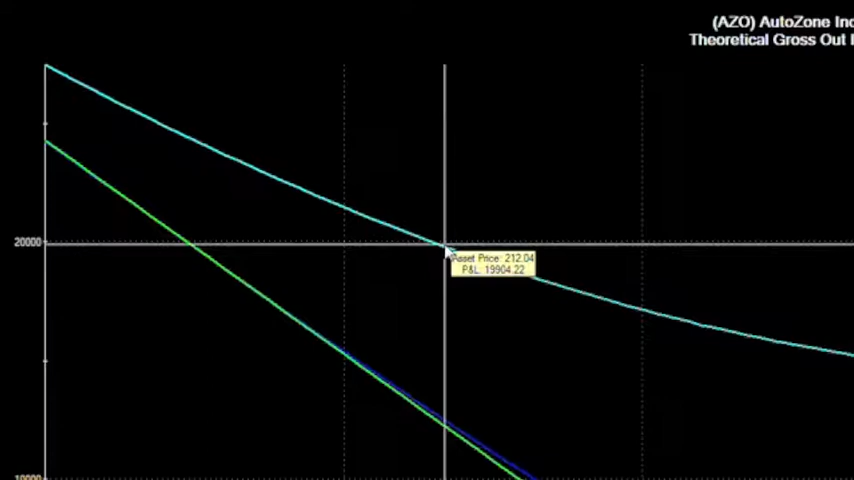 (AZO) AutoZone Inc
Theoretical Gross Out
20000
Asset Price: 212.04
P&L: 19904.22
10000